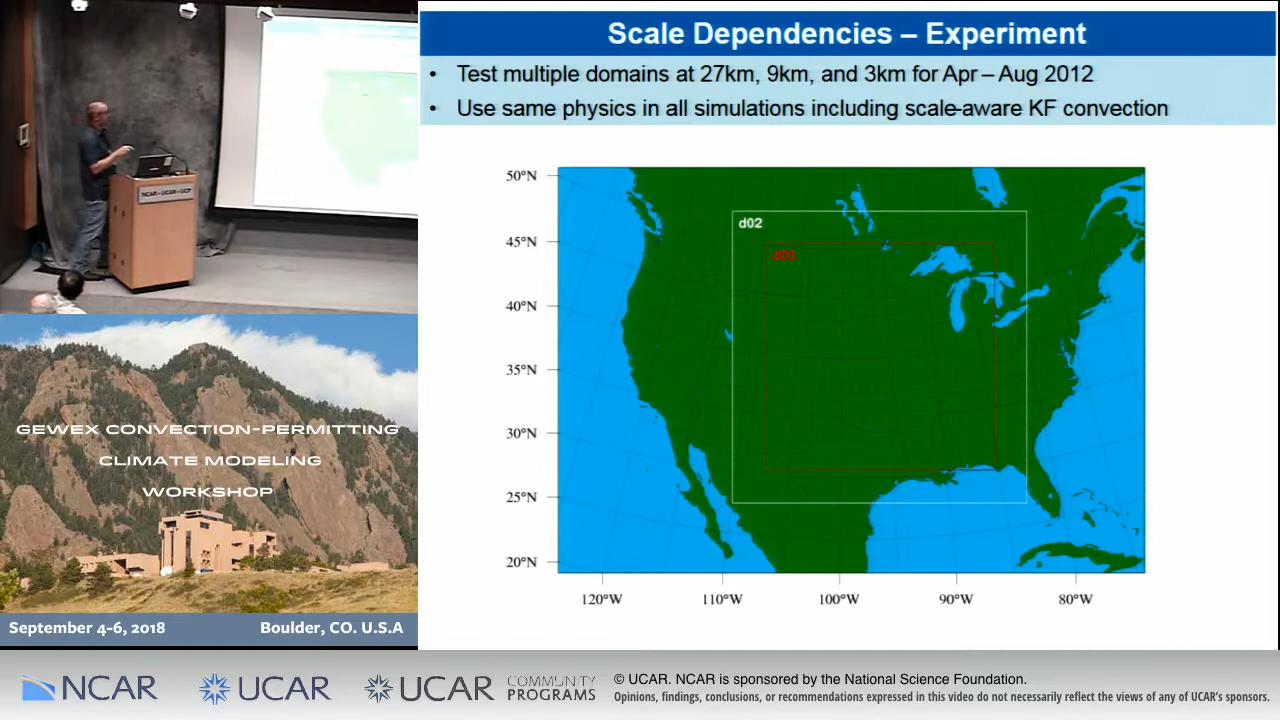 Scale Dependencies – Experiment
• Test multiple domains at 27km, 9km, and 3km for Apr – Aug 2012
• Use same physics in all simulations including scale-aware KF convection
NCAR • UCAR • UCP
50°N
45°N
40°N
35°N
30°N
25°N
20°N
d02
d03
120°W 110°W 100°W 90°W 80°W
GEWEX CONVECTION-PERMITTING
CLIMATE MODELING
WORKSHOP
September 4-6, 2018 Boulder, CO. U.S.A
NCAR UCAR UCAR COMMUNITY PROGRAMS
© UCAR. NCAR is sponsored by the National Science Foundation.
Opinions, findings, conclusions, or recommendations expressed in this video do not necessarily reflect the views of any of UCAR's sponsors.